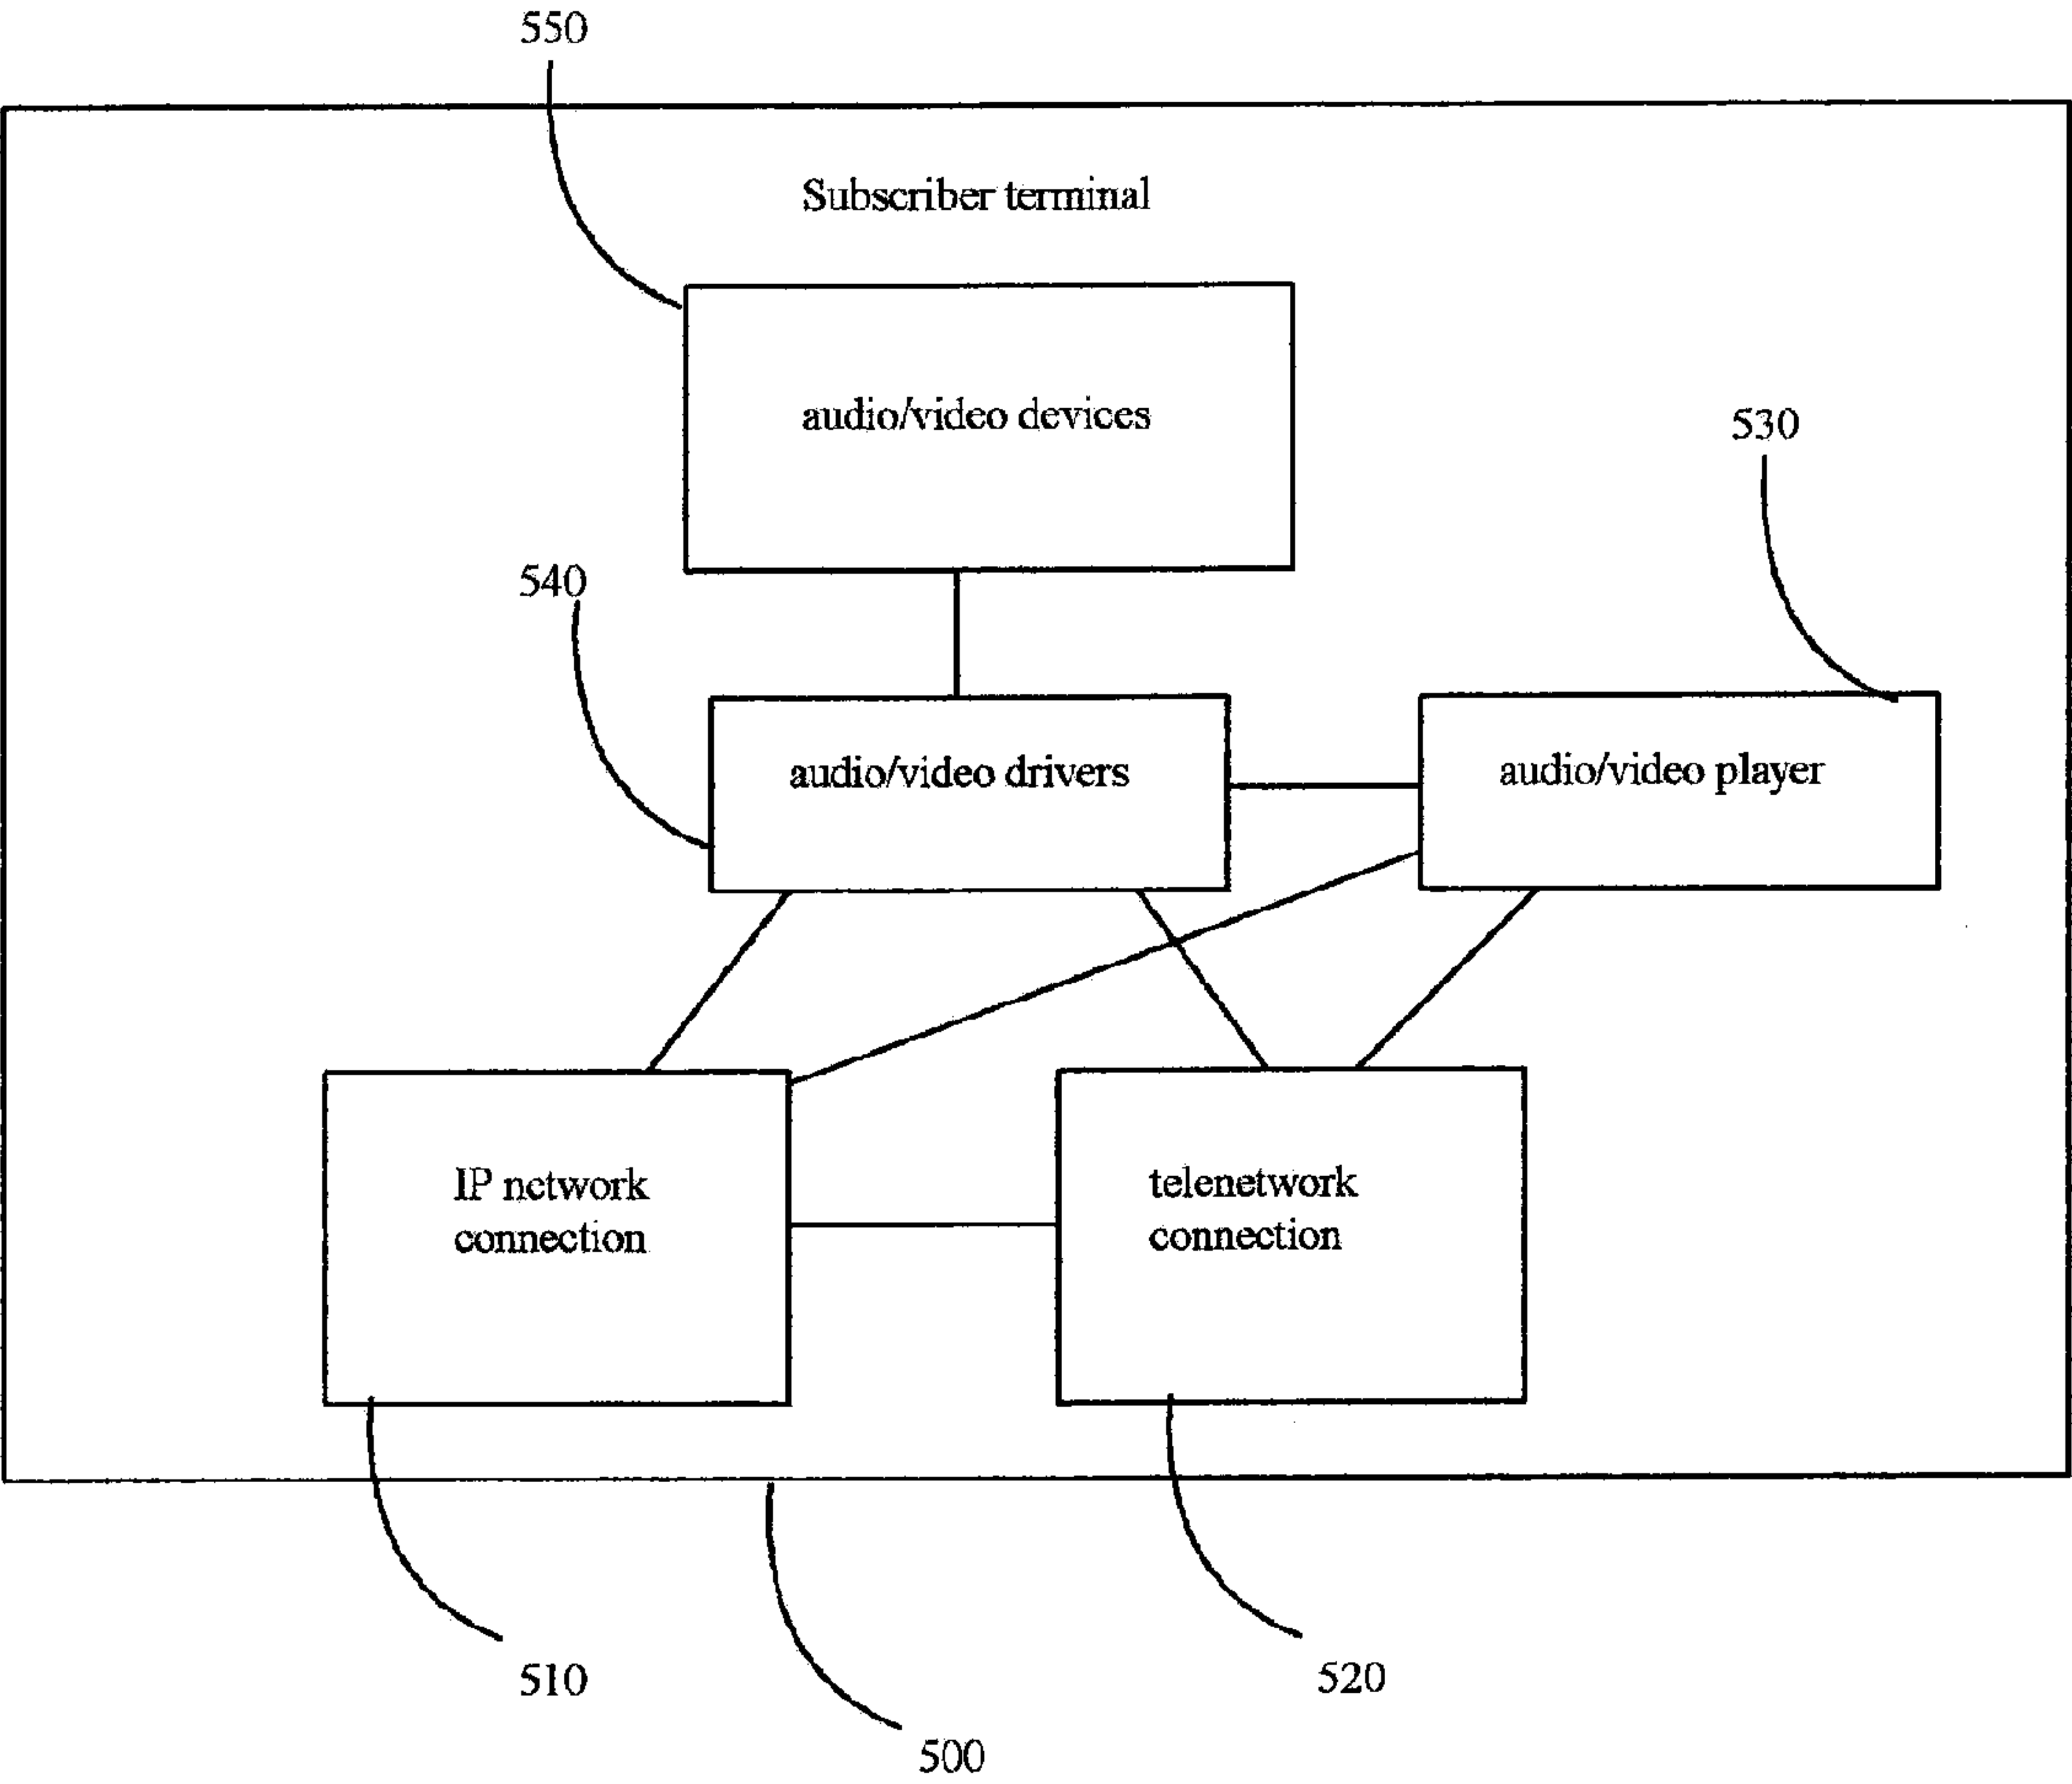 550
Subscriber terminal
audio/video devices
530
540
audio/video drivers
audio/video player
IP network
connection
telenetwork
connection
510
520
500